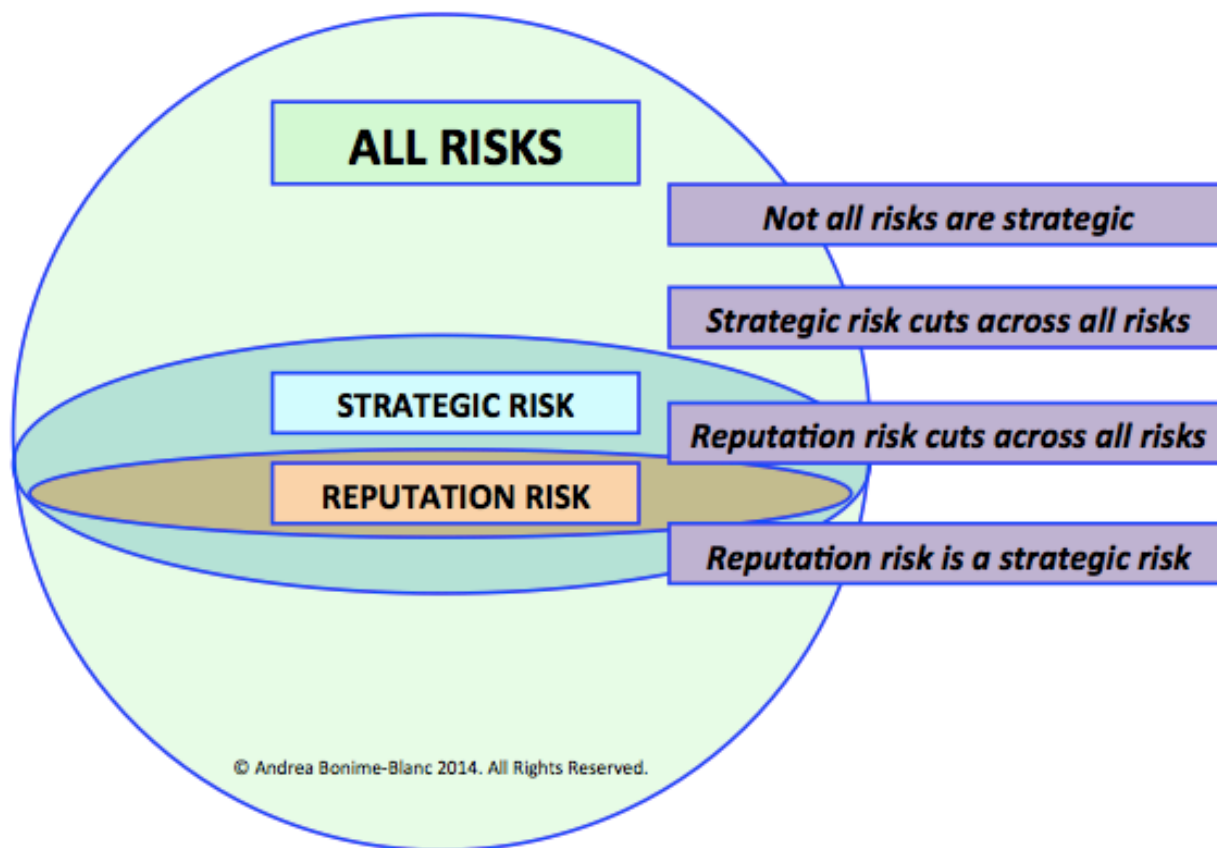 ALL RISKS
Not all risks are strategic
Strategic risk cuts across all risks
STRATEGIC RISK
Reputation risk cuts across all risks
REPUTATION RISK
Reputation risk is a strategic risk
© Andrea Bonime-Blanc 2014. All Rights Reserved.